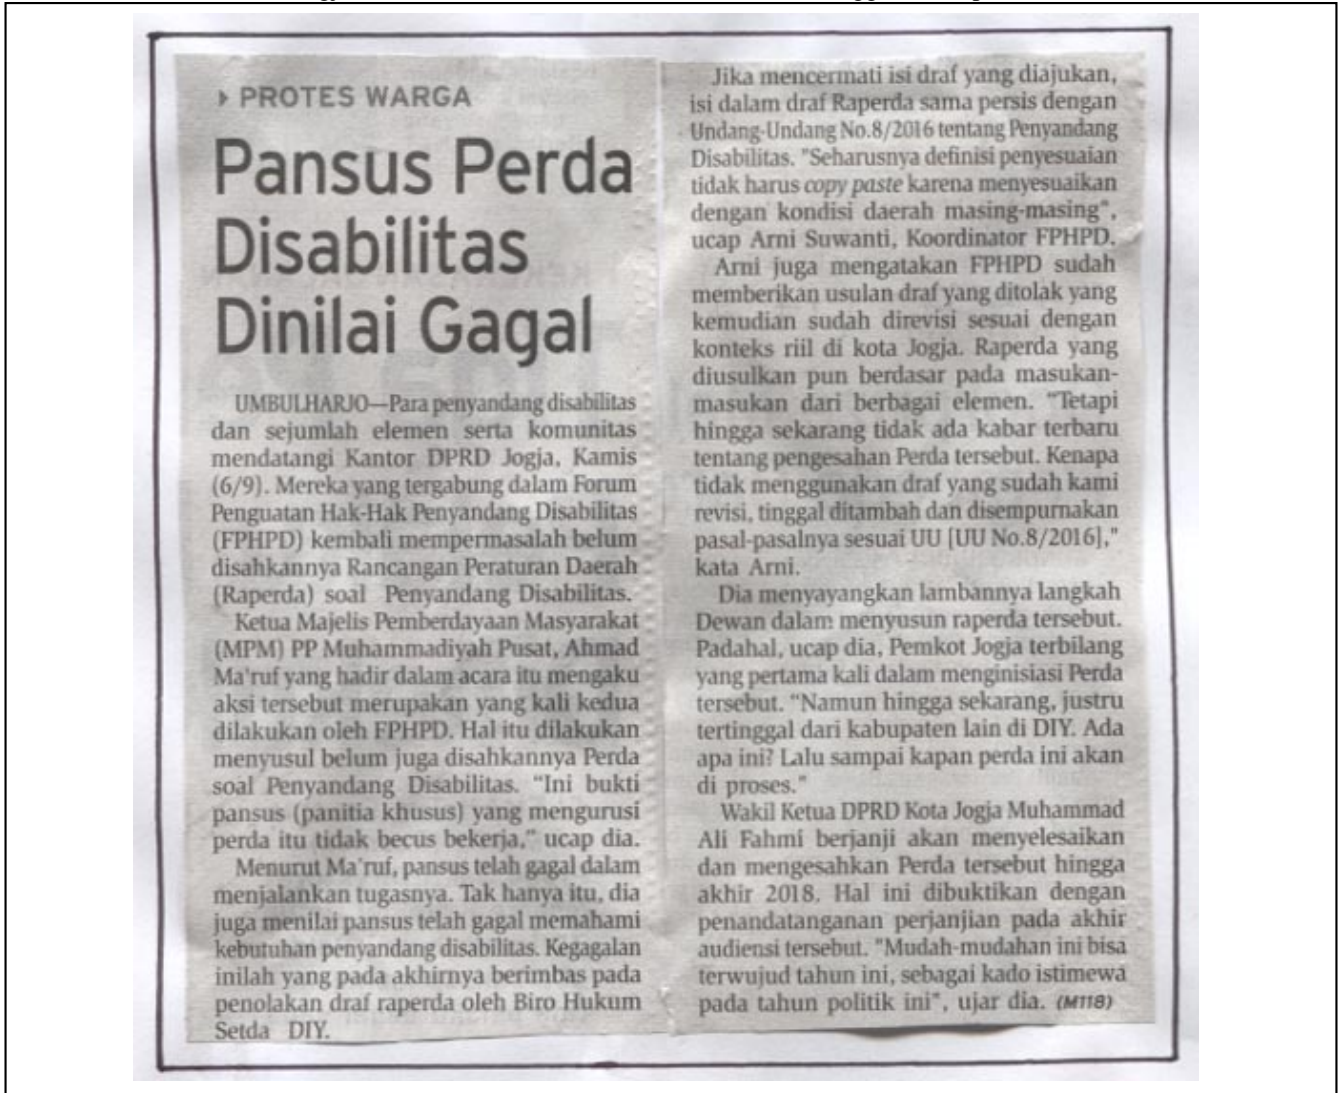 PROTES WARGA
Pansus Perda
Disabilitas
Dinilai Gagal
UMBULHARJO—Para penyandang disabilitas
dan sejumlah elemen serta komunitas
mendatangi Kantor DPRD Jogja, Kamis
(6/9). Mereka yang tergabung dalam Forum
Penguatan Hak-Hak Penyandang Disabilitas
(FPHPD) kembali mempermasalah belum
disahkannya Rancangan Peraturan Daerah
(Raperda) soal Penyandang Disabilitas.
Ketua Majelis Pemberdayaan Masyarakat
(MPM) PP Muhammadiyah Pusat, Ahmad
Ma'ruf yang hadir dalam acara itu mengaku
aksi tersebut merupakan yang kali kedua
dilakukan oleh FPHPD. Hal itu dilakukan
menyusul belum juga disahkannya Perda
soal Penyandang Disabilitas. "Ini bukti
pansus (panitia khusus) yang mengurusi
perda itu tidak becus bekerja," ucap dia.
Menurut Ma'ruf, pansus telah gagal dalam
menjalankan tugasnya. Tak hanya itu, dia
juga menilai pansus telah gagal memahami
kebutuhan penyandang disabilitas. Kegagalan
inilah yang pada akhirnya berimbas pada
penolakan draf raperda oleh Biro Hukum
Setda DIY.
Jika mencermati isi draf yang diajukan,
isi dalam draf Raperda sama persis dengan
Undang-Undang No.8/2016 tentang Penyandang
Disabilitas. "Seharusnya definisi penyesuaian
tidak harus copy paste karena menyesuaikan
dengan kondisi daerah masing-masing",
ucap Arni Suwanti, Koordinator FPHPD.
Arni juga mengatakan FPHPD sudah
memberikan usulan draf yang ditolak yang
kemudian sudah direvisi sesuai dengan
konteks riil di kota Jogja. Raperda yang
diusulkan pun berdasar pada masukan-
masukan dari berbagai elemen. "Tetapi
hingga sekarang tidak ada kabar terbaru
tentang pengesahan Perda tersebut. Kenapa
tidak menggunakan draf yang sudah kami
revisi, tinggal ditambah dan disempurnakan
pasal-pasalnya sesuai UU [UU No.8/2016],"
kata Arni.
Dia menyayangkan lambannya langkah
Dewan dalam menyusun raperda tersebut.
Padahal, ucap dia, Pemkot Jogja terbilang
yang pertama kali dalam menginisiasi Perda
tersebut. "Namun hingga sekarang, justru
tertinggal dari kabupaten lain di DIY. Ada
apa ini? Lalu sampai kapan perda ini akan
di proses."
Wakil Ketua DPRD Kota Jogja Muhammad
Ali Fahmi berjanji akan menyelesaikan
dan mengesahkan Perda tersebut hingga
akhir 2018. Hal ini dibuktikan dengan
penandatanganan perjanjian pada akhir
audiensi tersebut. "Mudah-mudahan ini bisa
terwujud tahun ini, sebagai kado istimewa
pada tahun politik ini", ujar dia. (M118)